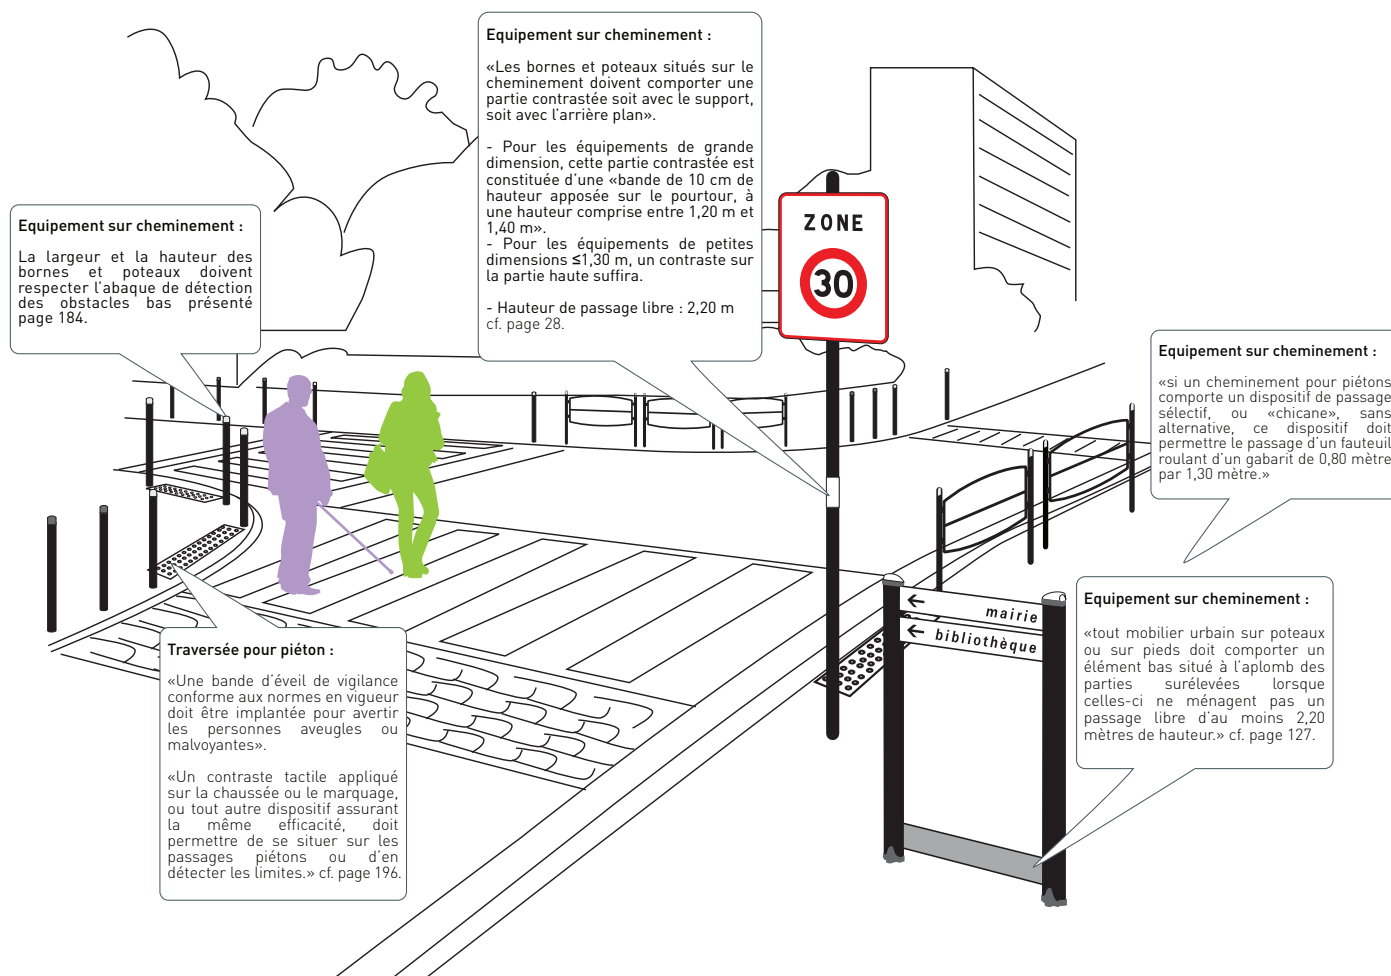 Equipement sur cheminement :
«Les bornes et poteaux situés sur le
cheminement doivent comporter une
partie contrastée soit avec le support,
soit avec l'arrière plan».
- Pour les équipements de grande
dimension, cette partie contrastée est
constituée d'une «bande de 10 cm de
hauteur apposée sur le pourtour, à
une hauteur comprise entre 1,20 m et
1,40 m».
- Pour les équipements de petites
dimensions ≤1,30 m, un contraste sur
la partie haute suffira.
- Hauteur de passage libre : 2,20 m
cf. page 28.
Equipement sur cheminement :
La largeur et la hauteur des
bornes et poteaux doivent
respecter l'abaque de détection
des obstacles bas présenté
page 184.
ZONE
30
Equipement sur cheminement :
«si un cheminement pour piétons
comporte un dispositif de passage
sélectif, ou «chicane», sans
alternative, ce dispositif doit
permettre le passage d'un fauteuil
roulant d'un gabarit de 0,80 mètre
par 1,30 mètre.»
Equipement sur cheminement :
«tout mobilier urbain sur poteaux
ou sur pieds doit comporter un
élément bas situé à l'aplomb des
parties surélevées lorsque
celles-ci ne ménagent pas un
passage libre d'au moins 2,20
mètres de hauteur.» cf. page 127.
← mairie
← bibliothèque
Traversée pour piéton :
«Une bande d'éveil de vigilance
conforme aux normes en vigueur
doit être implantée pour avertir
les personnes aveugles ou
malvoyantes».
«Un contraste tactile appliqué
sur la chaussée ou le marquage,
ou tout autre dispositif assurant
la même efficacité, doit
permettre de se situer sur les
passages piétons ou d'en
détecter les limites.» cf. page 196.